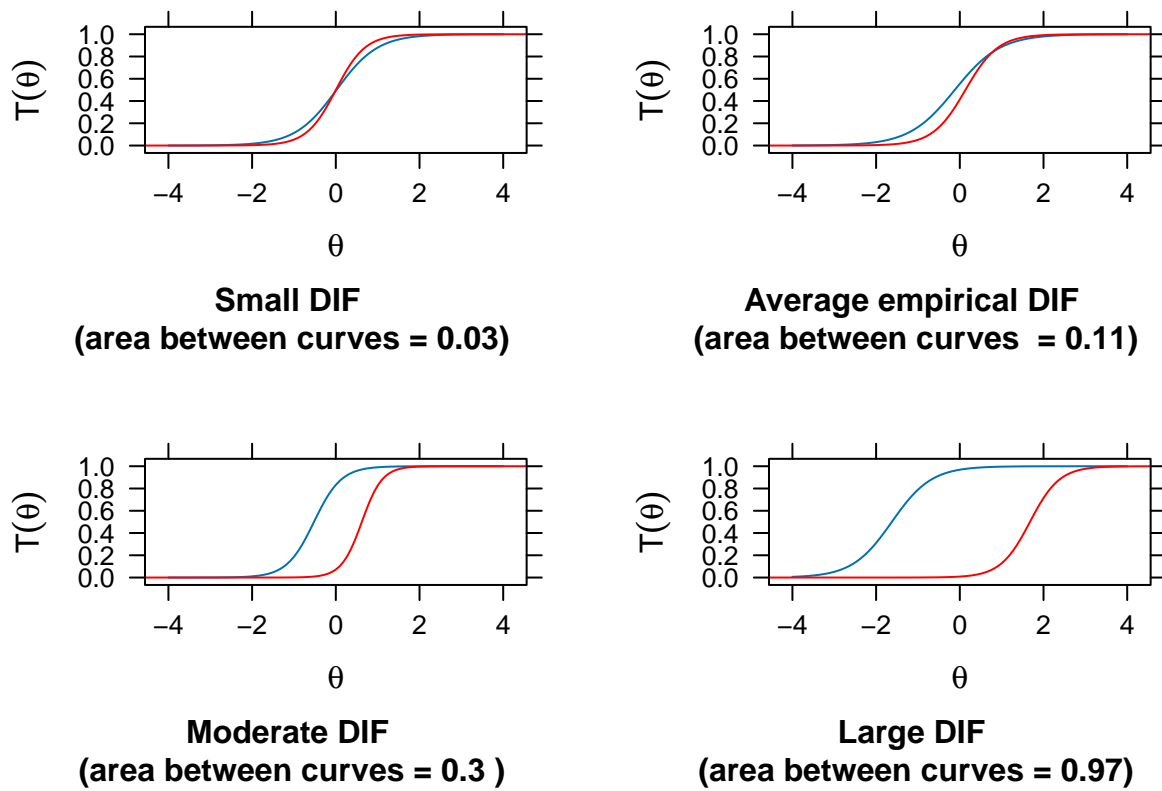 T(θ)
1.0
0.8
0.6
0.4
0.2
0.0
−4 −2 0 2 4
θ
Small DIF
(area between curves = 0.03)
T(θ)
1.0
0.8
0.6
0.4
0.2
0.0
−4 −2 0 2 4
θ
Average empirical DIF
(area between curves  = 0.11)
T(θ)
1.0
0.8
0.6
0.4
0.2
0.0
−4 −2 0 2 4
θ
Moderate DIF
(area between curves = 0.3 )
T(θ)
1.0
0.8
0.6
0.4
0.2
0.0
−4 −2 0 2 4
θ
Large DIF
(area between curves = 0.97)